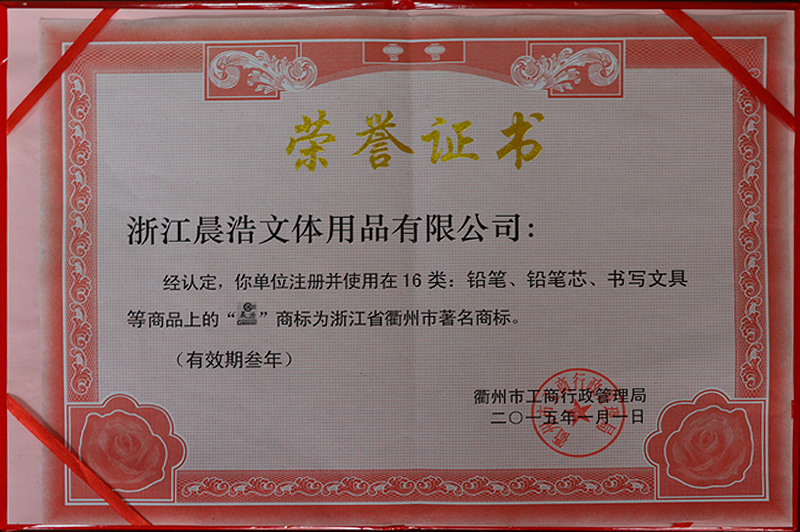 荣誉证书
浙江晨浩文体用品有限公司：
经认定，你单位注册并使用在16类：铅笔、铅笔芯、书写文具
等商品上的“晨浩”商标为浙江省衢州市著名商标。
（有效期叁年）
衢州市工商行政管理局
二〇一五年一月一日